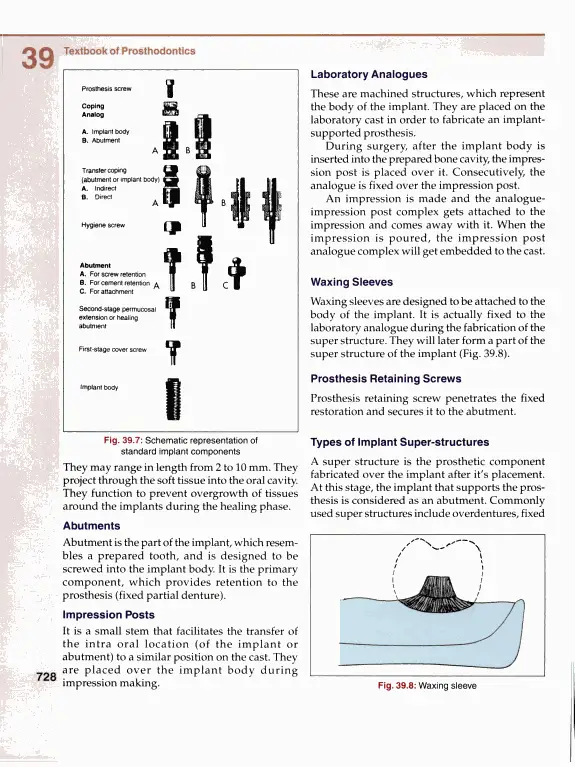 39
Textbook of Prosthodontics
Prosthesis screw
Coping
Analog
A. Implant body
B. Abutment
A
B
Transfer coping
(abutment or implant body)
A. Indirect
B. Direct
A
B
Hygiene screw
Abutment
A. For screw retention
B. For cement retention
C. For attachment
A
B
C
Second-stage permucosal
extension or healing
abutment
First-stage cover screw
Implant body
Fig. 39.7: Schematic representation of
standard implant components
They may range in length from 2 to 10 mm. They
project through the soft tissue into the oral cavity.
They function to prevent overgrowth of tissues
around the implants during the healing phase.
Abutments
Abutment is the part of the implant, which resem-
bles a prepared tooth, and is designed to be
screwed into the implant body. It is the primary
component, which provides retention to the
prosthesis (fixed partial denture).
Impression Posts
It is a small stem that facilitates the transfer of
the intra oral location (of the implant or
abutment) to a similar position on the cast. They
are placed over the implant body during
impression making.
728
Laboratory Analogues
These are machined structures, which represent
the body of the implant. They are placed on the
laboratory cast in order to fabricate an implant-
supported prosthesis.
During surgery, after the implant body is
inserted into the prepared bone cavity, the impres-
sion post is placed over it. Consecutively, the
analogue is fixed over the impression post.
An impression is made and the analogue-
impression post complex gets attached to the
impression and comes away with it. When the
impression is poured, the impression post
analogue complex will get embedded to the cast.
Waxing Sleeves
Waxing sleeves are designed to be attached to the
body of the implant. It is actually fixed to the
laboratory analogue during the fabrication of the
super structure. They will later form a part of the
super structure of the implant (Fig. 39.8).
Prosthesis Retaining Screws
Prosthesis retaining screw penetrates the fixed
restoration and secures it to the abutment.
Types of Implant Super-structures
A super structure is the prosthetic component
fabricated over the implant after it's placement.
At this stage, the implant that supports the pros-
thesis is considered as an abutment. Commonly
used super structures include overdentures, fixed
Fig. 39.8: Waxing sleeve